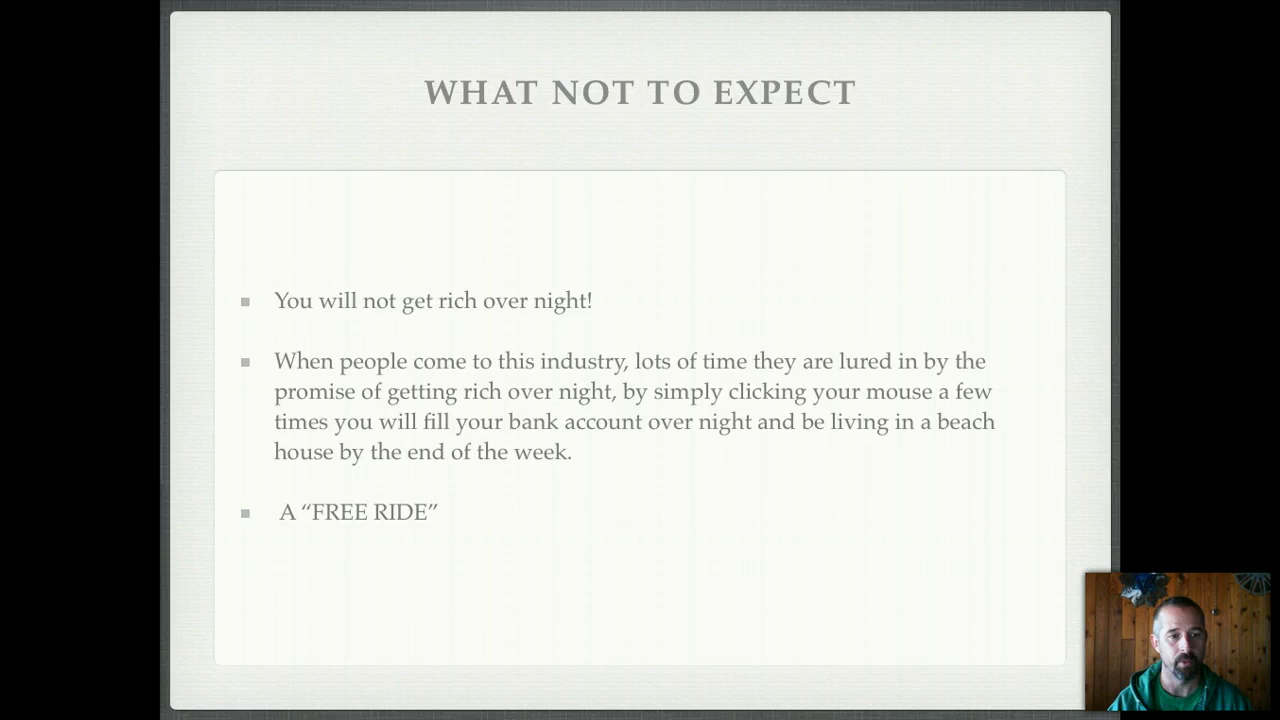 WHAT NOT TO EXPECT
You will not get rich over night!
When people come to this industry, lots of time they are lured in by the
promise of getting rich over night, by simply clicking your mouse a few
times you will fill your bank account over night and be living in a beach
house by the end of the week.
A “FREE RIDE”